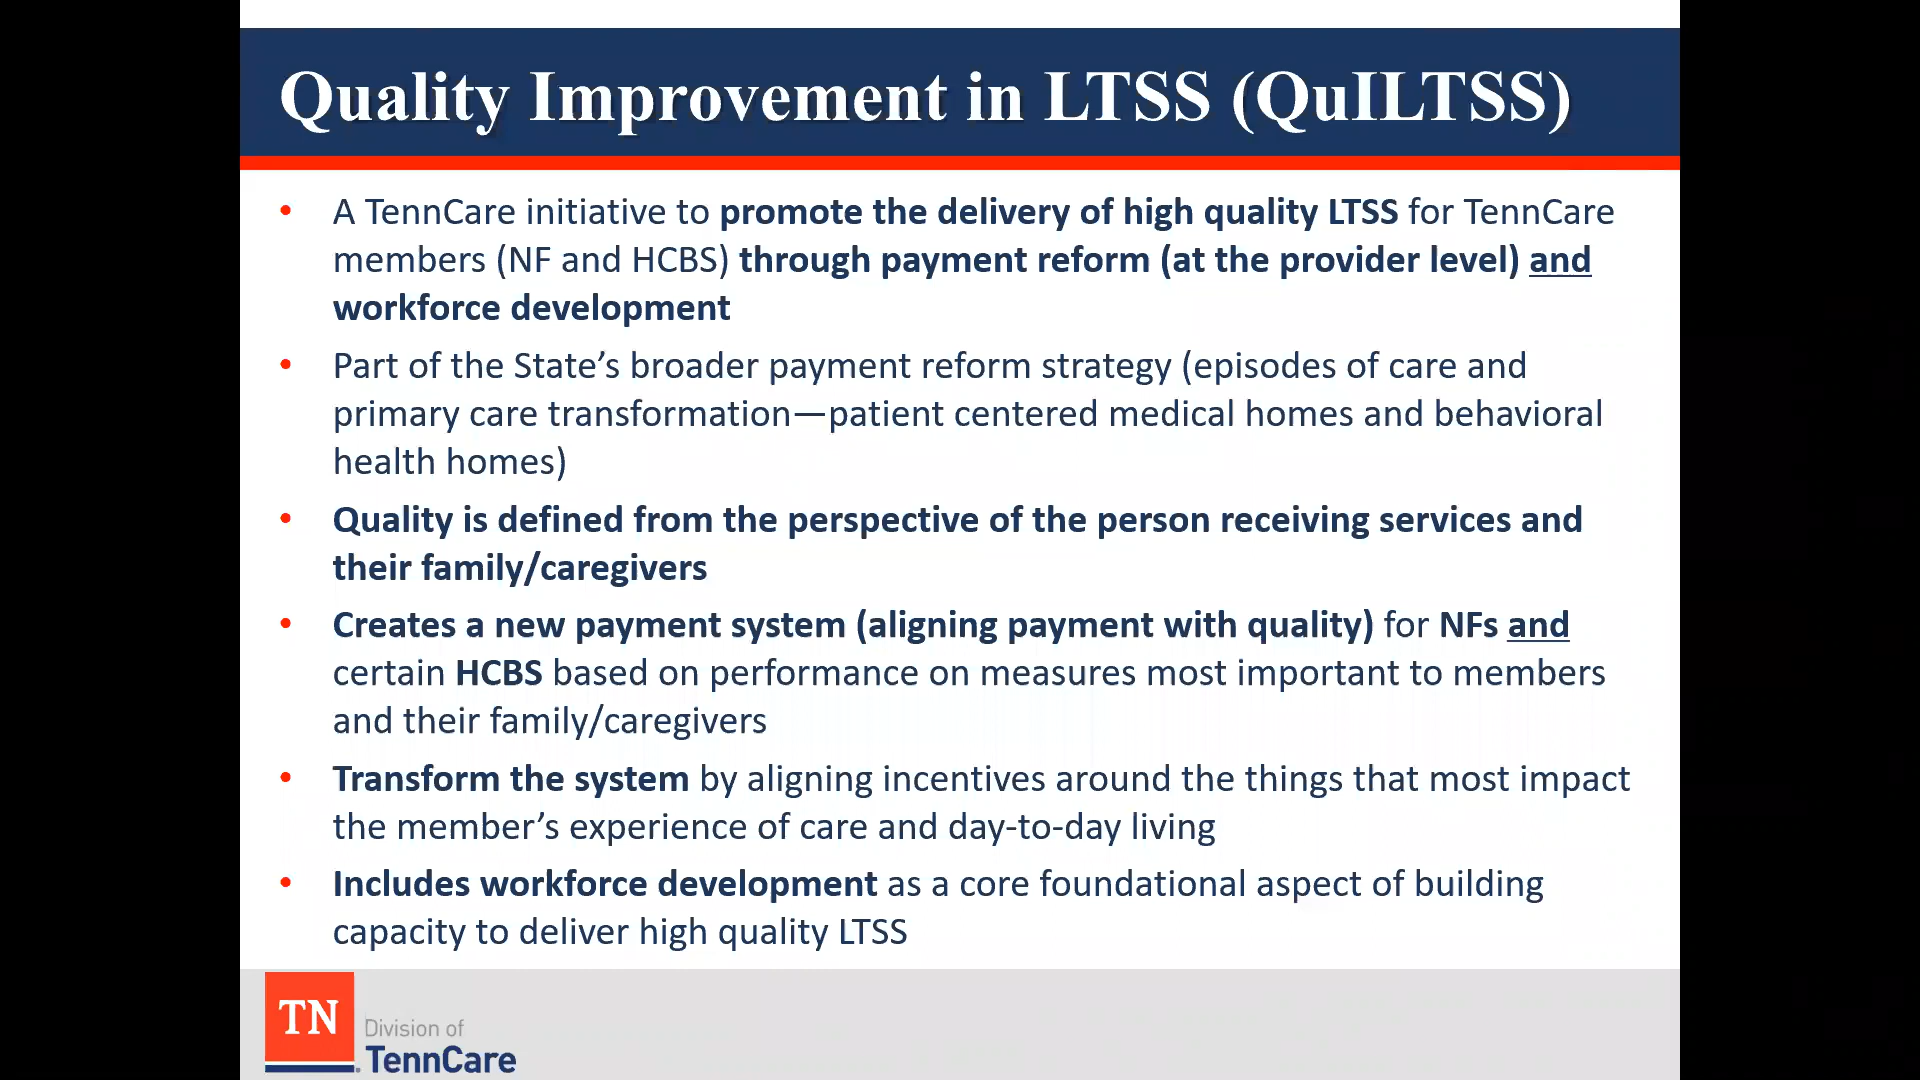 Quality Improvement in LTSS (QuILTSS)
• A TennCare initiative to promote the delivery of high quality LTSS for TennCare
members (NF and HCBS) through payment reform (at the provider level) and
workforce development
• Part of the State’s broader payment reform strategy (episodes of care and
primary care transformation—patient centered medical homes and behavioral
health homes)
• Quality is defined from the perspective of the person receiving services and
their family/caregivers
• Creates a new payment system (aligning payment with quality) for NFs and
certain HCBS based on performance on measures most important to members
and their family/caregivers
• Transform the system by aligning incentives around the things that most impact
the member’s experience of care and day-to-day living
• Includes workforce development as a core foundational aspect of building
capacity to deliver high quality LTSS
TN
Division of
TennCare